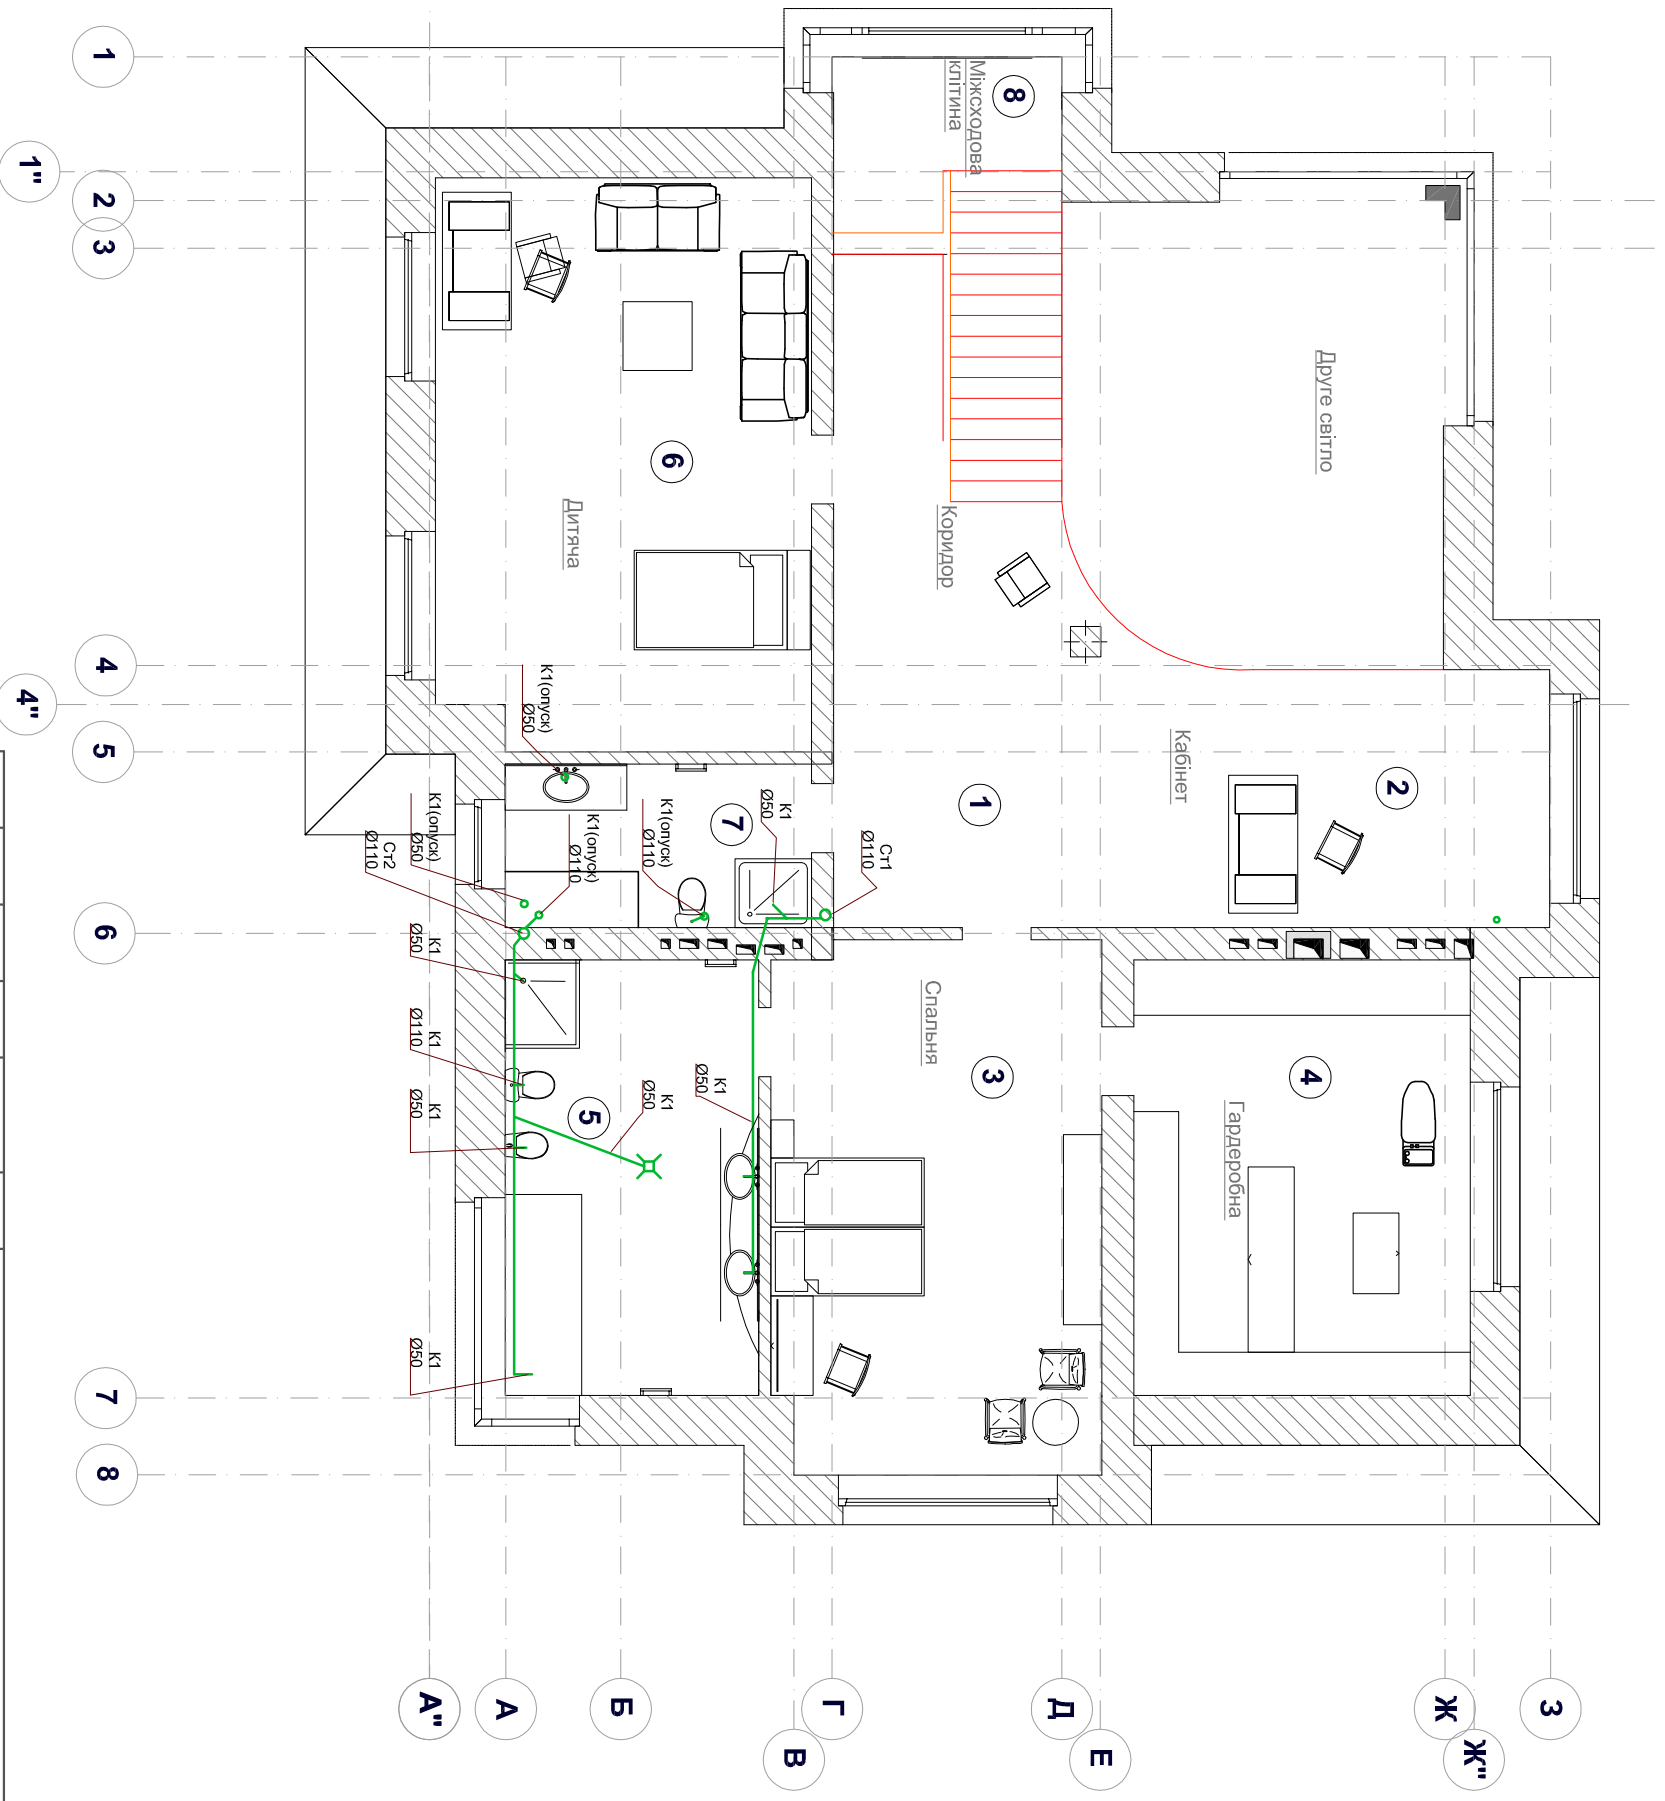 1
1"
2
3
4
4"
5
6
7
8
А"
А
Б
В
Г
Д
Е
Ж
Ж"
З
8
Міжсходова
клітина
Друге світло
6
Дитяча
Коридор
Кабінет
2
1
7
К1(опуск)
Ø50
К1
Ø50
К1(опуск)
Ø110
К1(опуск)
Ø110
Ст1
Ø110
К1(опуск)
Ø50
Ст2
Ø110
К1
Ø50
К1
Ø110
К1
Ø50
К1
Ø50
К1
Ø50
К1
Ø50
5
Спальня
3
4
Гардеробна